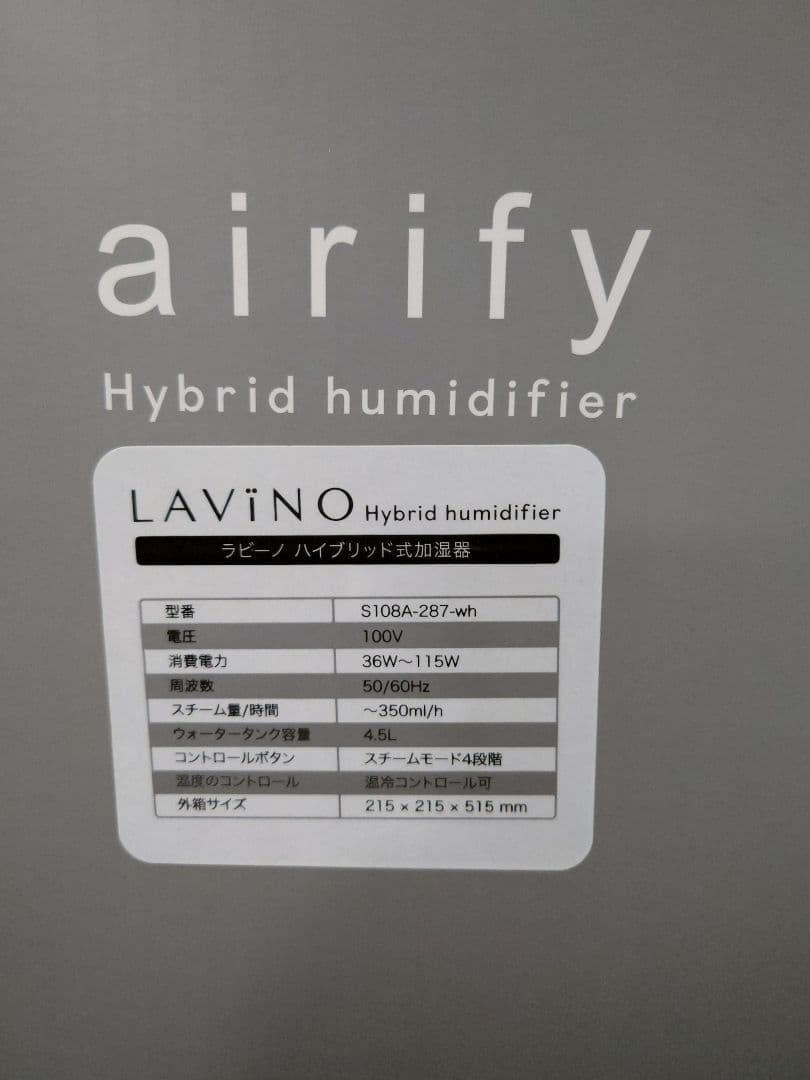 airify
Hybrid humidifier
LAVïNO Hybrid humidifier
ラビーノ ハイブリッド式加湿器
型番 S108A-287-wh
電圧 100V
消費電力 36W～115W
周波数 50/60Hz
スチーム量/時間 ～350ml/h
ウォータータンク容量 4.5L
コントロールボタン スチームモード4段階
温度のコントロール 温冷コントロール可
外箱サイズ 215 × 215 × 515 mm